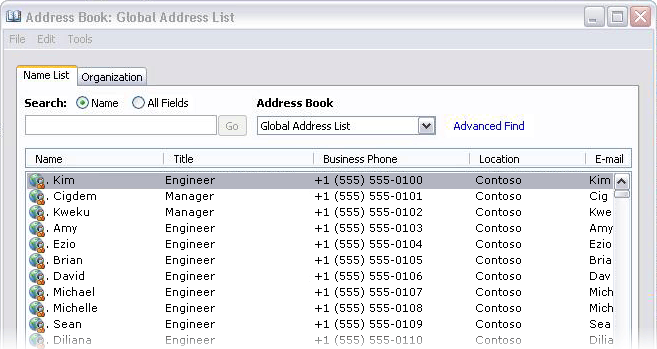 Address Book: Global Address List
File Edit Tools
Name List Organization
Search: Name All Fields Address Book
Go Global Address List Advanced Find
Name Title Business Phone Location E-mail
. Kim Engineer +1 (555) 555-0100 Contoso Kim
. Cigdem Manager +1 (555) 555-0101 Contoso Cig
. Kweku Manager +1 (555) 555-0102 Contoso Kwe
. Amy Engineer +1 (555) 555-0103 Contoso Amy
. Ezio Engineer +1 (555) 555-0104 Contoso Ezio
. Brian Engineer +1 (555) 555-0105 Contoso Bria
. David Engineer +1 (555) 555-0106 Contoso Dav
. Michael Engineer +1 (555) 555-0107 Contoso Mich
. Michelle Engineer +1 (555) 555-0108 Contoso Mich
. Sean Engineer +1 (555) 555-0109 Contoso Sea
. Diliana Engineer +1 (555) 555-0110 Contoso Dilia